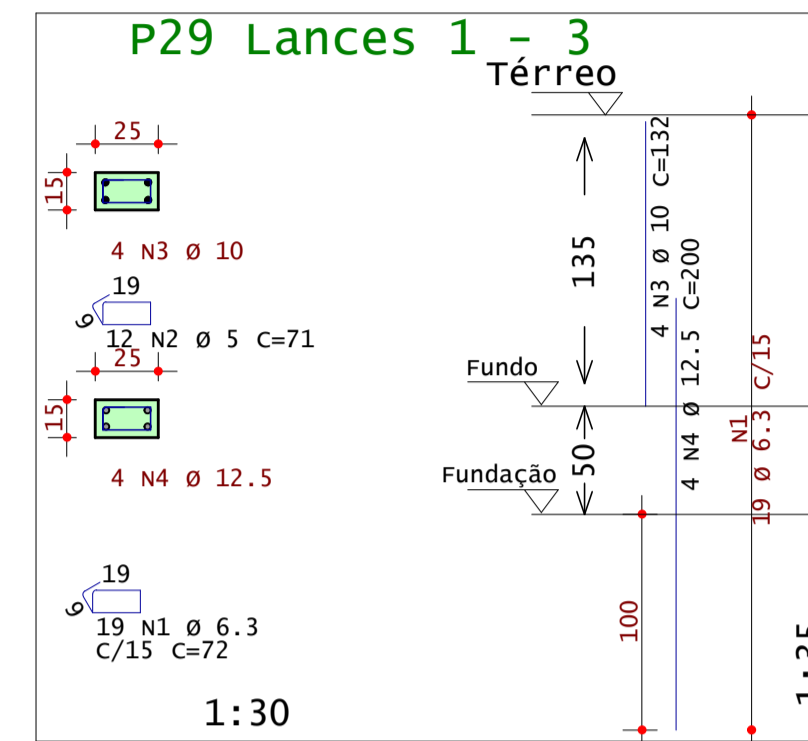 P29 Lances 1 - 3
Térreo
25
15
4 N3 Ø 10
19
9
12 N2 Ø 5 C=71
25
15
4 N4 Ø 12.5
19
9
19 N1 Ø 6.3
C/15 C=72
1:30
135
Fundo
50
Fundação
100
4 N3 Ø 10 C=132
4 N4 Ø 12.5 C=200
N1
19 Ø 6.3 C/15